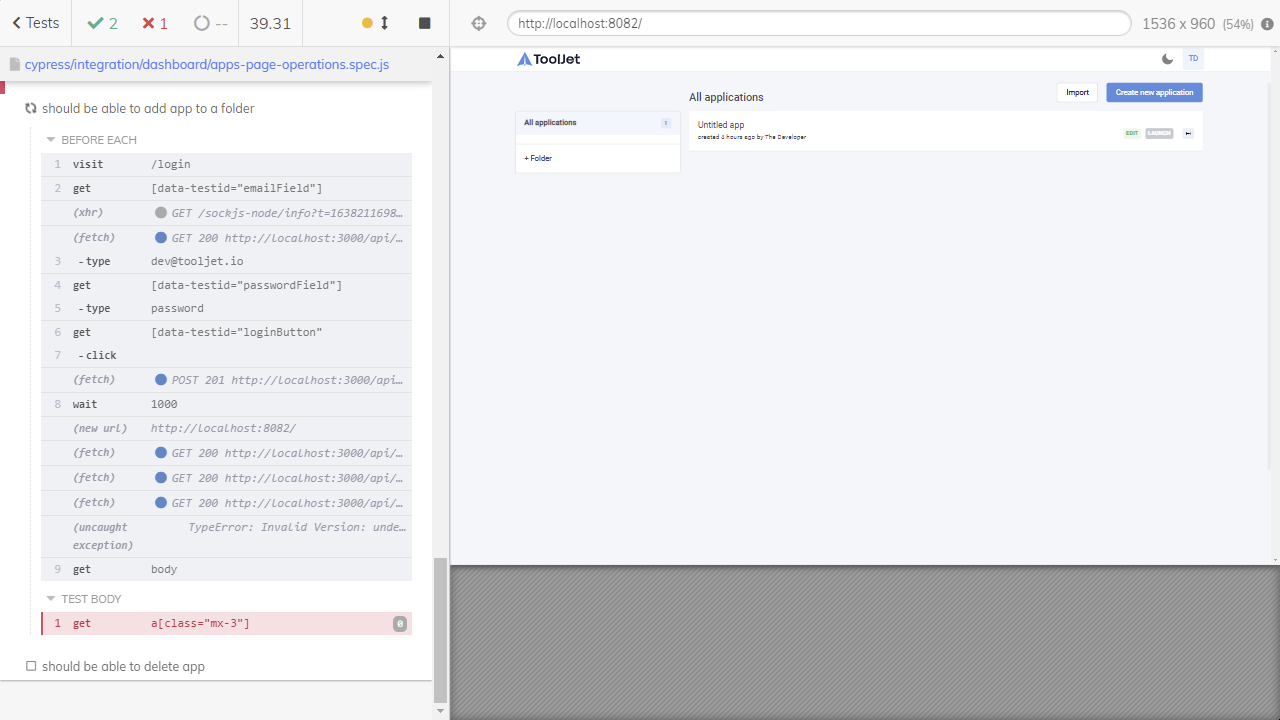 Tests
2
1
--
39.31
http://localhost:8082/
1536 x 960 (54%)
cypress/integration/dashboard/apps-page-operations.spec.js
should be able to add app to a folder
BEFORE EACH
1 visit /login
2 get [data-testid="emailField"]
(xhr) GET /sockjs-node/info?t=1638211698…
(fetch) GET 200 http://localhost:3000/api/…
3 -type dev@tooljet.io
4 get [data-testid="passwordField"]
5 -type password
6 get [data-testid="loginButton"
7 -click
(fetch) POST 201 http://localhost:3000/api…
8 wait 1000
(new url) http://localhost:8082/
(fetch) GET 200 http://localhost:3000/api/…
(fetch) GET 200 http://localhost:3000/api/…
(fetch) GET 200 http://localhost:3000/api/…
(uncaught exception) TypeError: Invalid Version: unde…
9 get body
TEST BODY
1 get a[class="mx-3"] 0
should be able to delete app
ToolJet
TD
All applications
Import
Create new application
All applications 1
+ Folder
Untitled app
created 4 hours ago by The Developer
EDIT
LAUNCH